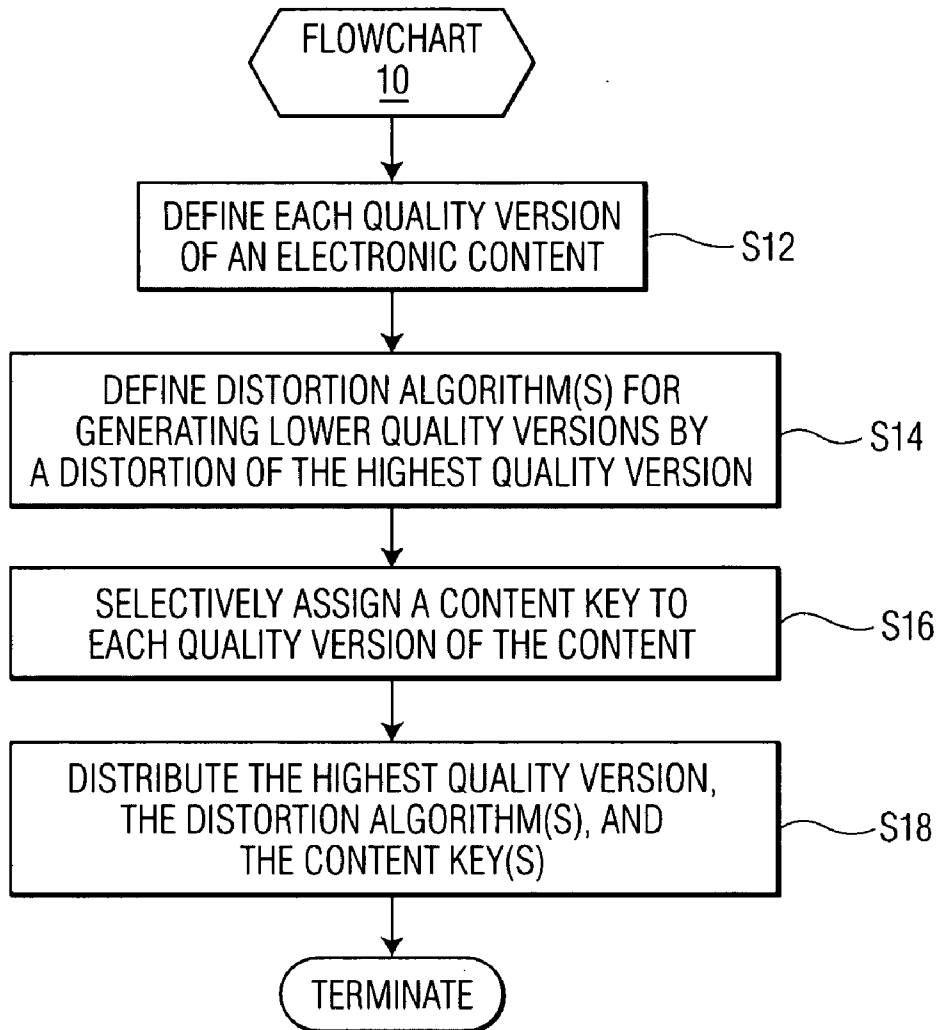 FLOWCHART
10
DEFINE EACH QUALITY VERSION
OF AN ELECTRONIC CONTENT
S12
DEFINE DISTORTION ALGORITHM(S) FOR
GENERATING LOWER QUALITY VERSIONS BY
A DISTORTION OF THE HIGHEST QUALITY VERSION
S14
SELECTIVELY ASSIGN A CONTENT KEY TO
EACH QUALITY VERSION OF THE CONTENT
S16
DISTRIBUTE THE HIGHEST QUALITY VERSION,
THE DISTORTION ALGORITHM(S), AND
THE CONTENT KEY(S)
S18
TERMINATE